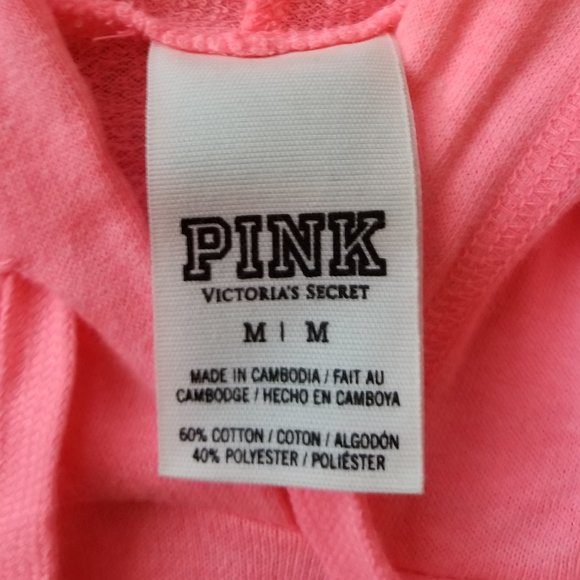 PINK
VICTORIA'S SECRET
M | M
MADE IN CAMBODIA / FAIT AU
CAMBODGE / HECHO EN CAMBOYA
60% COTTON / COTON / ALGODÓN
40% POLYESTER / POLIÉSTER